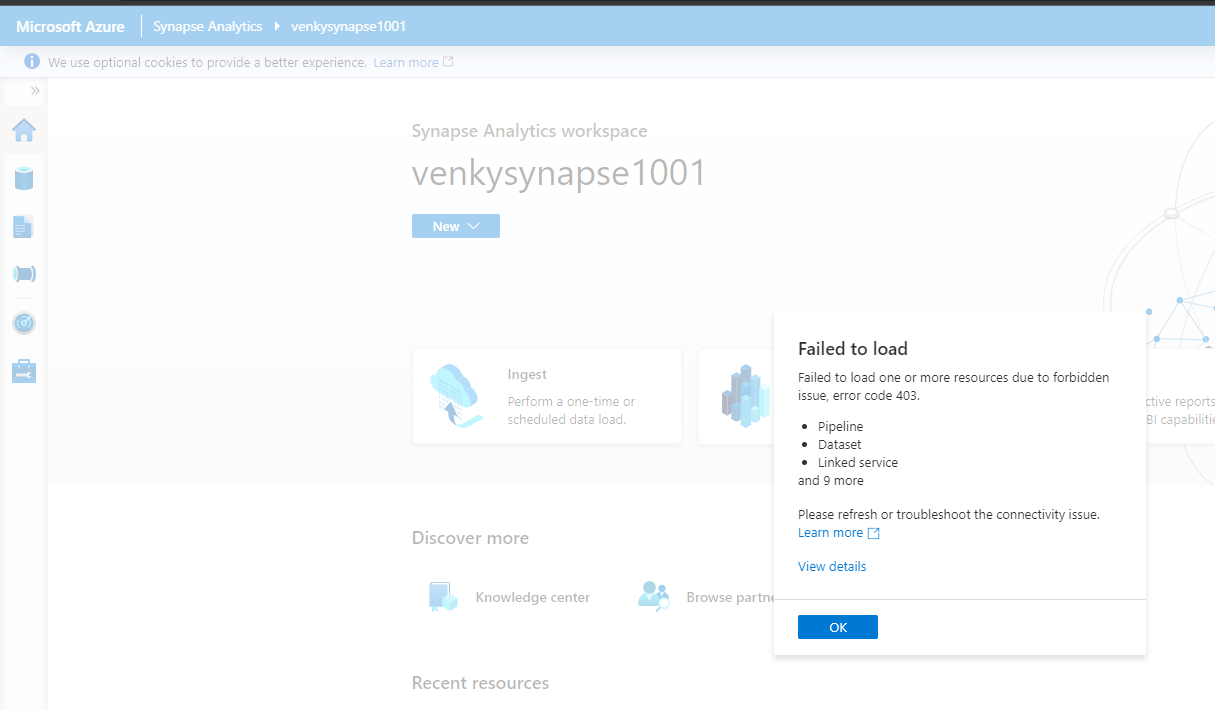 Microsoft Azure
Synapse Analytics
venkysynapse1001
We use optional cookies to provide a better experience. Learn more
Synapse Analytics workspace
venkysynapse1001
New
Ingest
Perform a one-time or
scheduled data load.
Failed to load
Failed to load one or more resources due to forbidden
issue, error code 403.
Pipeline
Dataset
Linked service
and 9 more
Please refresh or troubleshoot the connectivity issue.
Learn more
View details
OK
reports
BI
Discover more
Knowledge center
Browse
Recent resources